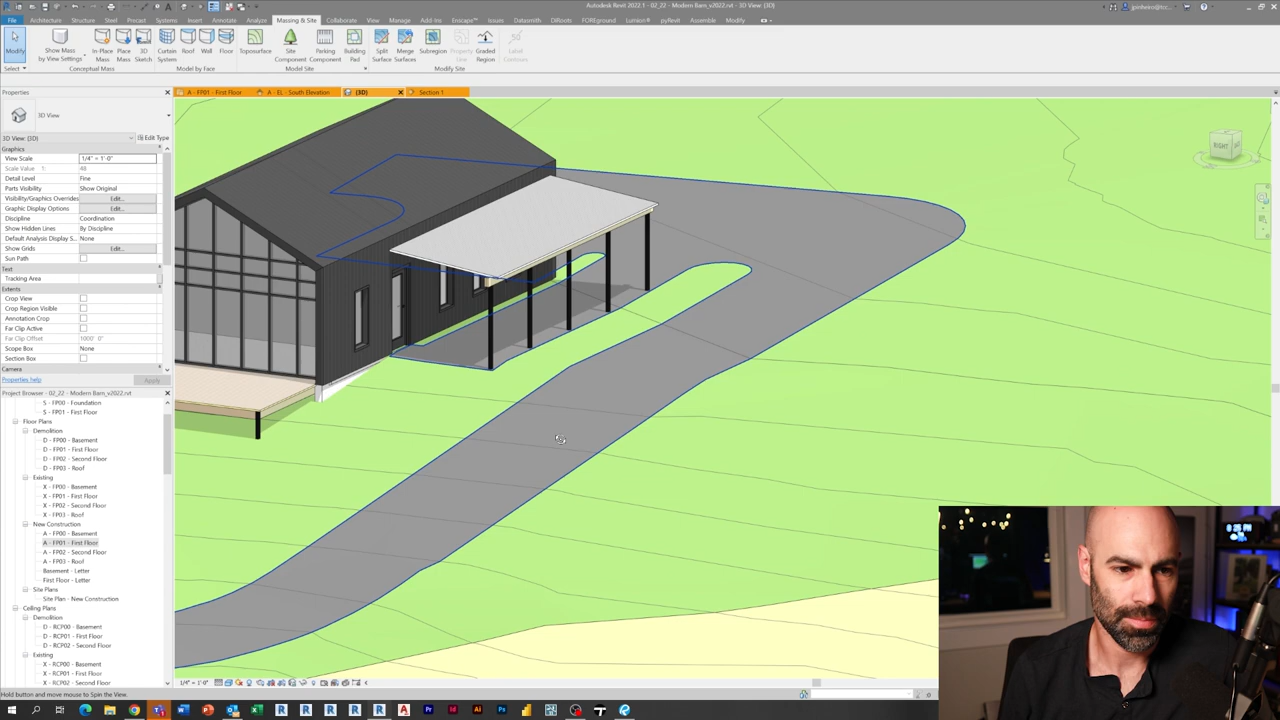 Autodesk Revit 2022.1 - 02_22 - Modern Barn_v2022.rvt - 3D View: {3D}
File Architecture Structure Steel Precast Systems Insert Annotate Analyze Massing & Site Collaborate View Manage Add-Ins Enscape™ Issues Datasmith DiRoots FOREground Lumion® pyRevit Assemble Modify
Modify
Show Mass
by View Settings
In-Place
Mass
Place
Mass
3D
Sketch
Curtain
System
Roof
Wall
Floor
Toposurface
Site
Component
Parking
Component
Building
Pad
Split
Surface
Merge
Surfaces
Subregion
Property
Line
Graded
Region
Label
Contours
Select Conceptual Mass Model by Face Model Site Modify Site
Properties
A - FP01 - First Floor
A - EL - South Elevation
{3D}
Section 1
3D View
3D View: {3D}
Edit Type
Graphics
View Scale 1/4" = 1'-0"
Scale Value 1: 48
Detail Level Fine
Parts Visibility Show Original
Visibility/Graphics Overrides Edit...
Graphic Display Options Edit...
Discipline Coordination
Show Hidden Lines By Discipline
Default Analysis Display S... None
Show Grids Edit...
Sun Path
Text
Tracking Area
Extents
Crop View
Crop Region Visible
Annotation Crop
Far Clip Active
Far Clip Offset 1000' 0"
Scope Box None
Section Box
Camera
Properties help
Apply
RIGHT
Project Browser - 02_22 - Modern Barn_v2022.rvt
S - FP00 - Foundation
S - FP01 - First Floor
Floor Plans
Demolition
D - FP00 - Basement
D - FP01 - First Floor
D - FP02 - Second Floor
D - FP03 - Roof
Existing
X - FP00 - Basement
X - FP01 - First Floor
X - FP02 - Second Floor
X - FP03 - Roof
New Construction
A - FP00 - Basement
A - FP01 - First Floor
A - FP02 - Second Floor
A - FP03 - Roof
Basement - Letter
First Floor - Letter
Site Plans
Site Plan - New Construction
Ceiling Plans
Demolition
D - RCP00 - Basement
D - RCP01 - First Floor
D - RCP02 - Second Floor
Existing
X - RCP00 - Basement
X - RCP01 - First Floor
X - RCP02 - Second Floor
1/4" = 1'-0"
Hold button and move mouse to Spin the View.